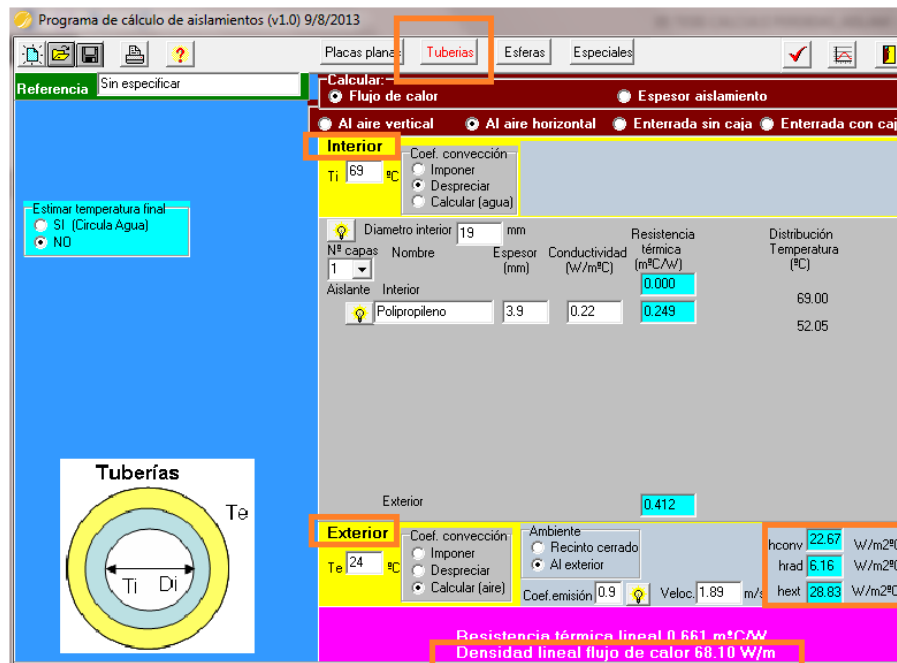 Programa de cálculo de aislamientos (v1.0) 9/8/2013
Placas planas Tuberias Esferas Especiales
Referencia Sin especificar
Calcular:
Flujo de calor Espesor aislamiento
Al aire vertical Al aire horizontal Enterrada sin caja Enterrada con caj
Interior
Coef. convección
Ti 69 ºC
Imponer
Despreciar
Calcular (agua)
Estimar temperatura final
SI (Circula Agua)
NO
Diametro interior 19 mm
Nº capas Nombre Espesor (mm) Conductividad (W/mºC) Resistencia térmica (mºC/W) Distribución Temperatura (ºC)
1
Aislante Interior 0.000
69.00
Polipropileno 3.9 0.22 0.249
52.05
Tuberías
Te
Ti Di
Exterior 0.412
Exterior
Coef. convección
Te 24 ºC
Imponer
Despreciar
Calcular (aire)
Ambiente
Recinto cerrado
Al exterior
Coef.emisión 0.9 Veloc. 1.89 m/s
hconv 22.67 W/m2ºC
hrad 6.16 W/m2ºC
hext 28.83 W/m2ºC
Resistencia térmica lineal 0.661 mºC/W
Densidad lineal flujo de calor 68.10 W/m